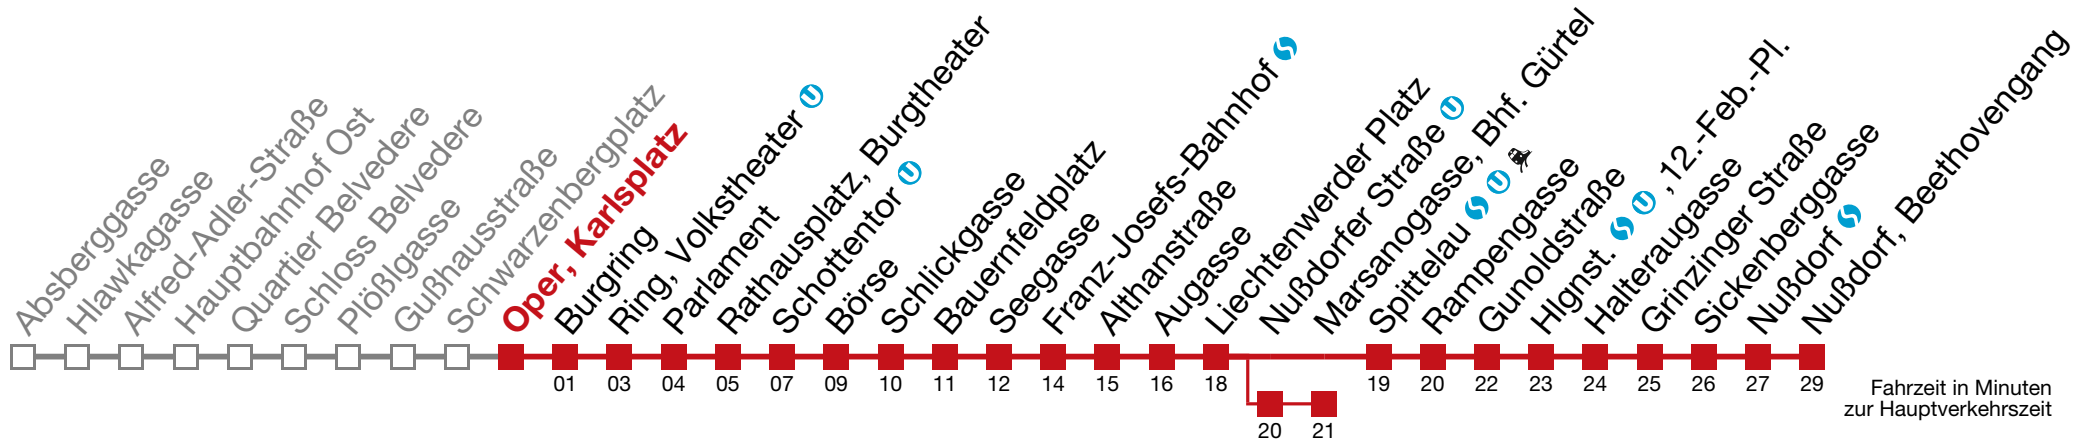 Absberggasse
Hlawkagasse
Alfred-Adler-Straße
Hauptbahnhof Ost
Quartier Belvedere
Schloss Belvedere
Plößlgasse
Gußhausstraße
Schwarzenbergplatz
Oper, Karlsplatz
Burgring
Ring, Volkstheater U
Parlament
Rathausplatz, Burgtheater
Schottentor U
Börse
Schlickgasse
Bauernfeldplatz
Seegasse
Franz-Josefs-Bahnhof S
Althanstraße
Augasse
Liechtenwerder Platz
Nußdorfer Straße U
Marsanogasse, Bhf. Gürtel
Spittelau S U
Rampengasse
Gunoldstraße
Hlgnst. S U , 12.-Feb.-Pl.
Halteraugasse
Grinzinger Straße
Sickenberggasse
Nußdorf S
Nußdorf, Beethovengang
01 03 04 05 07 09 10 11 12 14 15 16 18 19 20 22 23 24 25 26 27 29
20 21
Fahrzeit in Minuten
zur Hauptverkehrszeit